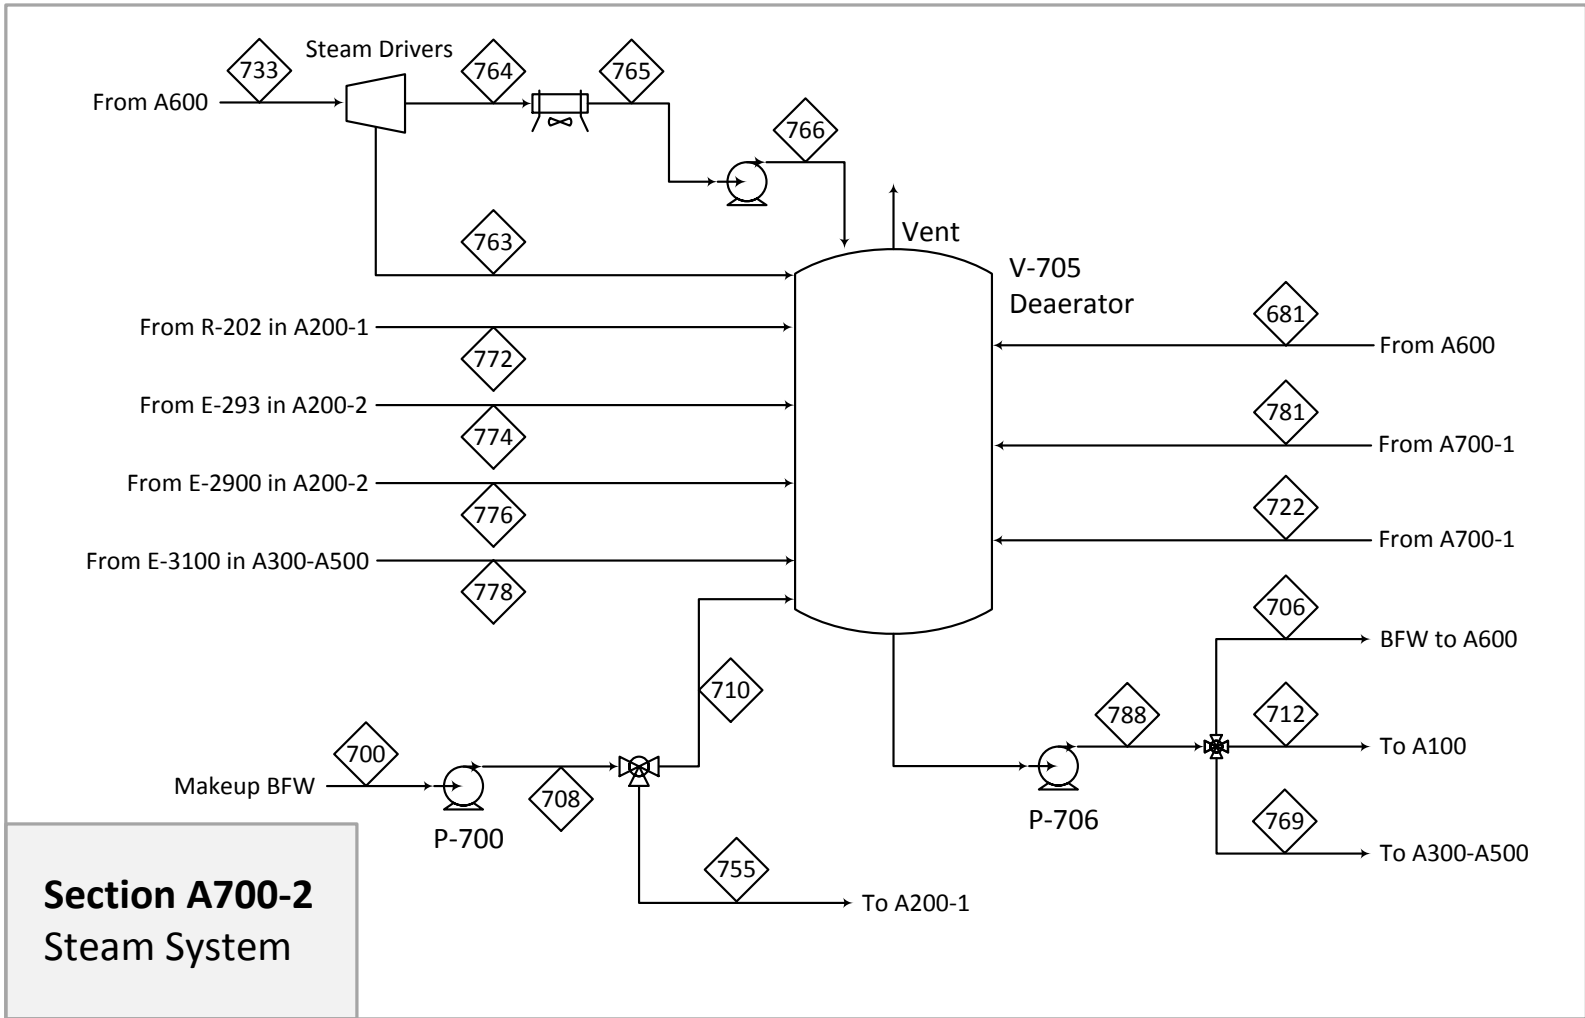 Steam Drivers
733
764
765
From A600
766
763
Vent
V-705
Deaerator
681
From A600
From R-202 in A200-1
772
From E-293 in A200-2
774
781
From A700-1
From E-2900 in A200-2
776
722
From A700-1
From E-3100 in A300-A500
778
706
BFW to A600
710
788
712
To A100
700
Makeup BFW
708
P-700
P-706
769
To A300-A500
755
To A200-1
Section A700-2
Steam System